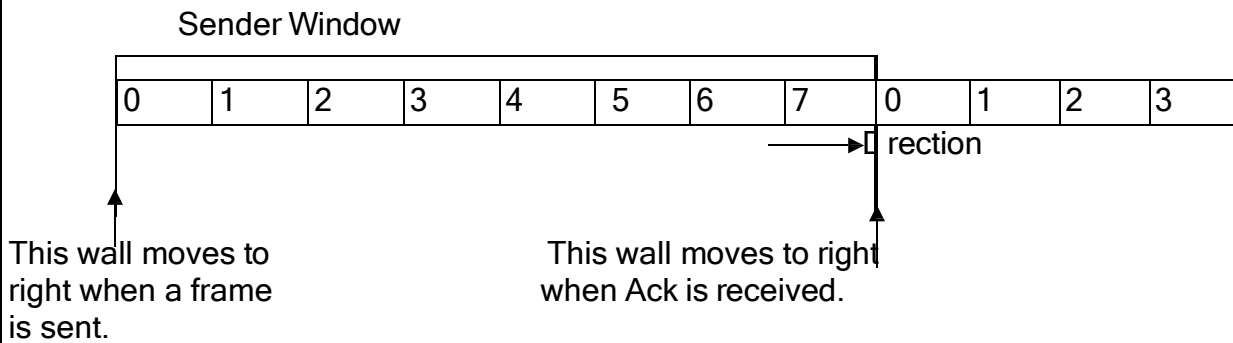 Sender Window
0 1 2 3 4 5 6 7 0 1 2 3
rection
This wall moves to
right when a frame
is sent.
This wall moves to right
when Ack is received.